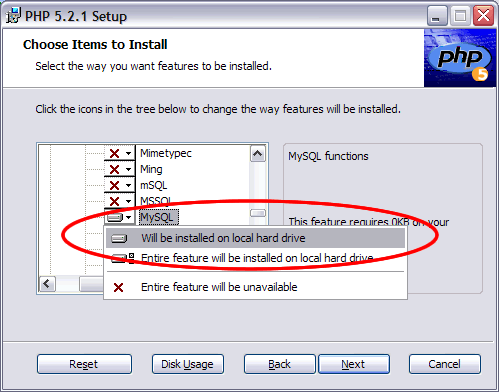 PHP 5.2.1 Setup
Choose Items to Install
Select the way you want features to be installed.
php
5
Click the icons in the tree below to change the way features will be installed.
Mimetypec
Ming
mSQL
MSSQL
MySQL
MySQL functions
This feature requires 0KB on your
Will be installed on local hard drive
Entire feature will be installed on local hard drive
Entire feature will be unavailable
Reset
Disk Usage
Back
Next
Cancel